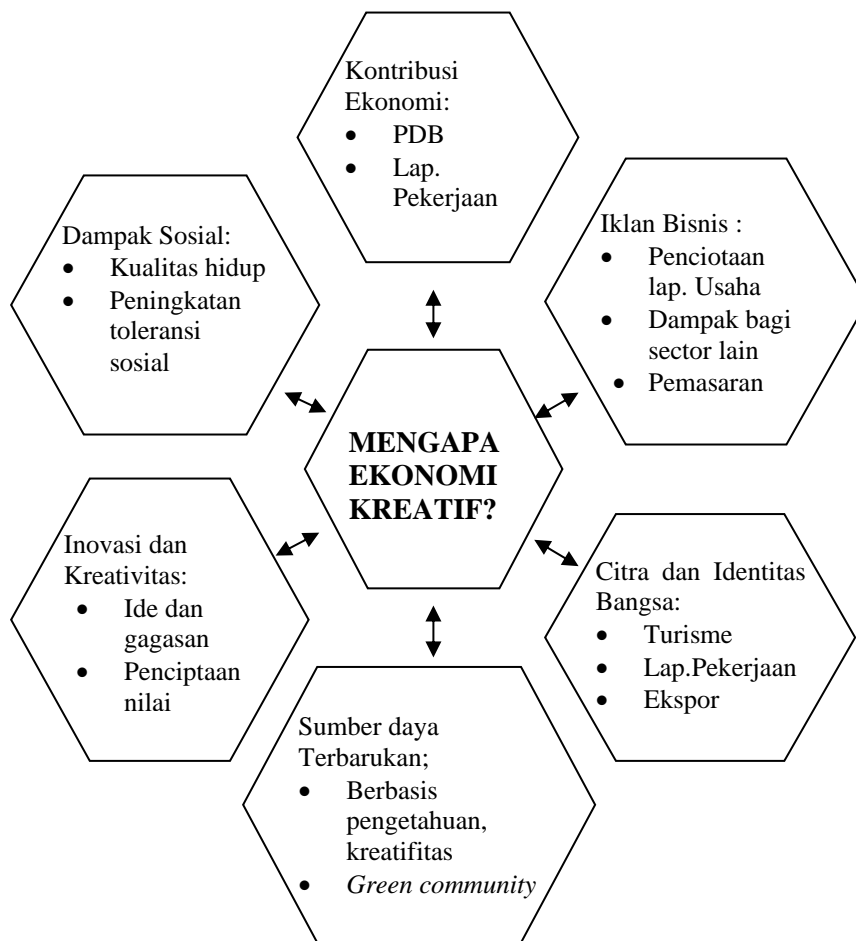 Kontribusi
Ekonomi:
• PDB
• Lap.
Pekerjaan
Dampak Sosial:
• Kualitas hidup
• Peningkatan
toleransi
sosial
Iklan Bisnis :
• Penciotaan
lap. Usaha
• Dampak bagi
sector lain
• Pemasaran
MENGAPA
EKONOMI
KREATIF?
Inovasi dan
Kreativitas:
• Ide dan
gagasan
• Penciptaan
nilai
Citra dan Identitas
Bangsa:
• Turisme
• Lap.Pekerjaan
• Ekspor
Sumber daya
Terbarukan;
• Berbasis
pengetahuan,
kreatifitas
• Green community